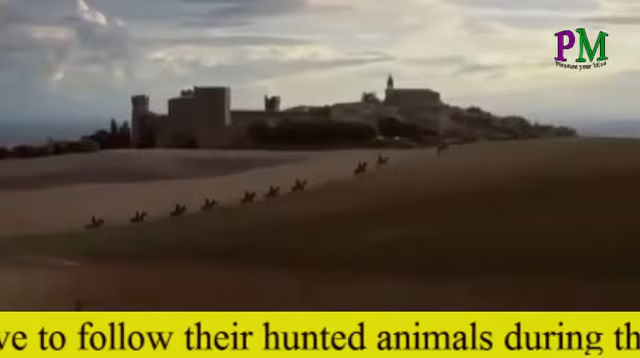 PM
ve to follow their hunted animals during th